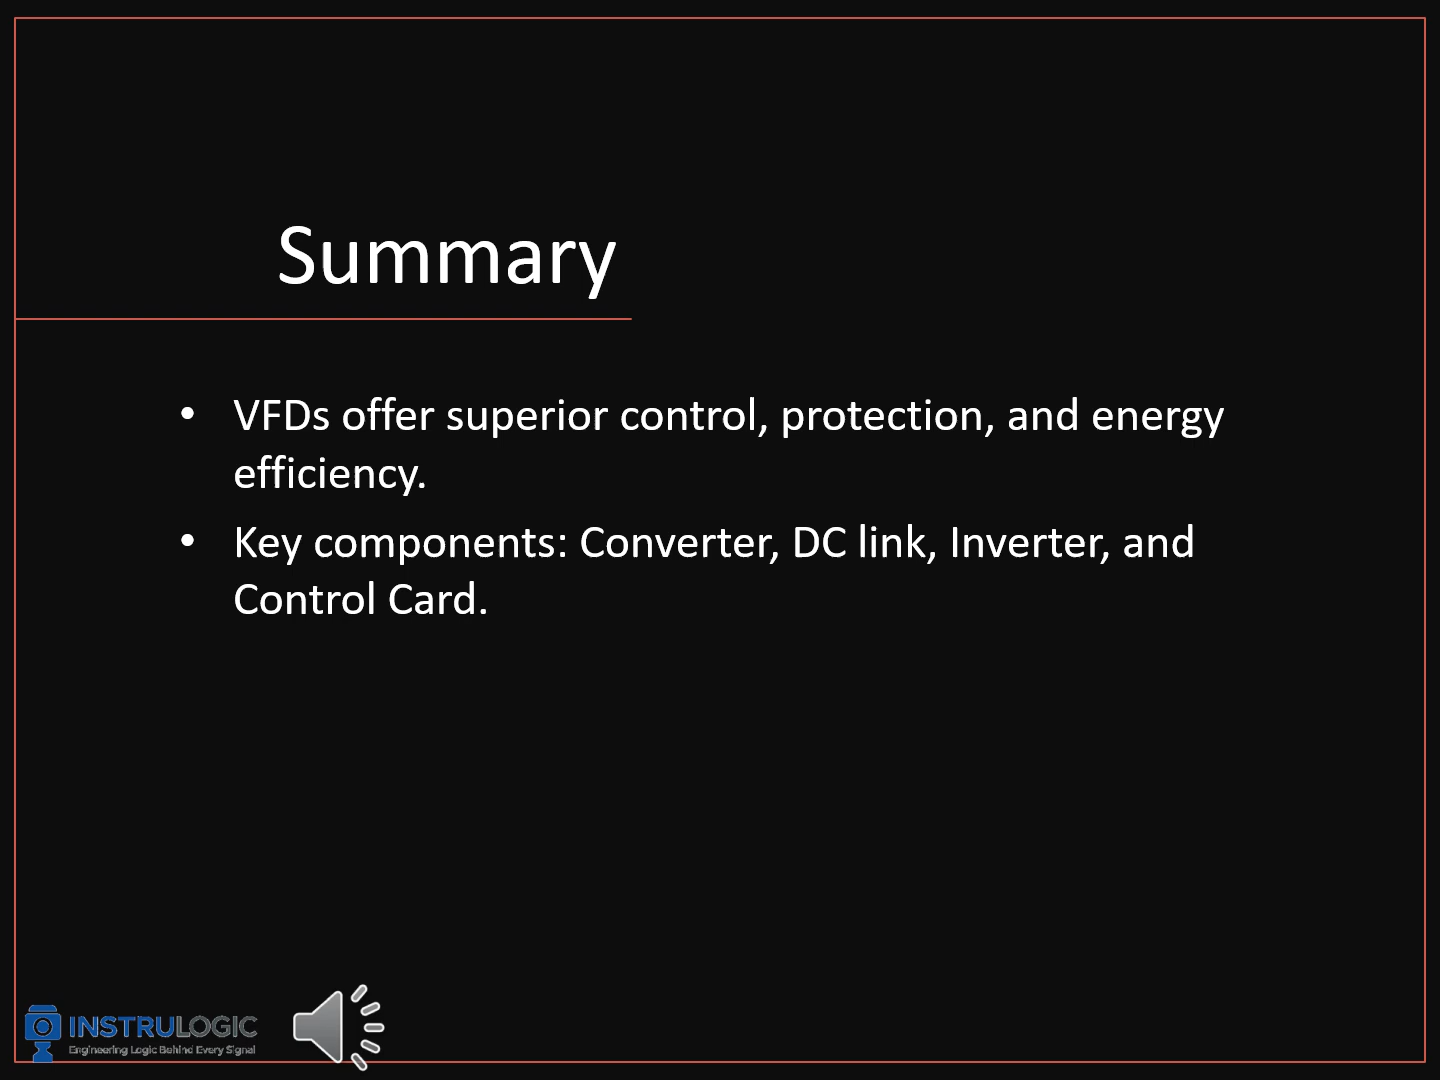 Summary
• VFDs offer superior control, protection, and energy
efficiency.
• Key components: Converter, DC link, Inverter, and
Control Card.
INSTRULOGIC
Engineering Logic Behind Every Signal